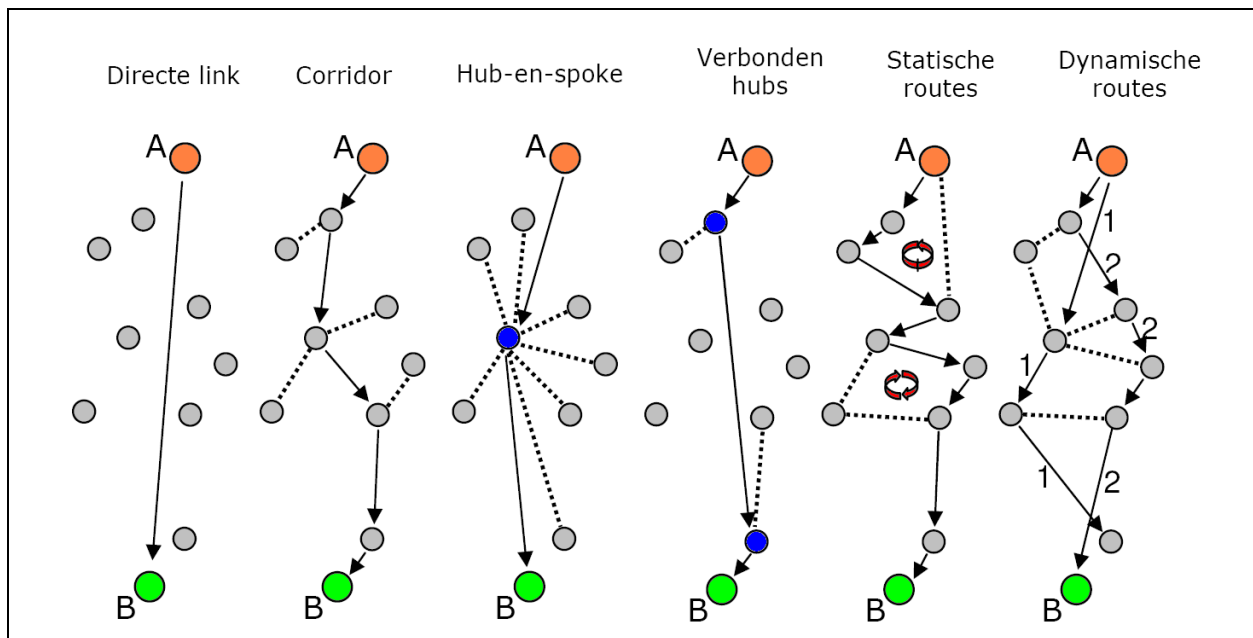 Directe link
Corridor
Hub-en-spoke
Verbonden
hubs
Statische
routes
Dynamische
routes
A
A
A
A
A
A
1
2
2
1
1
2
B
B
B
B
B
B